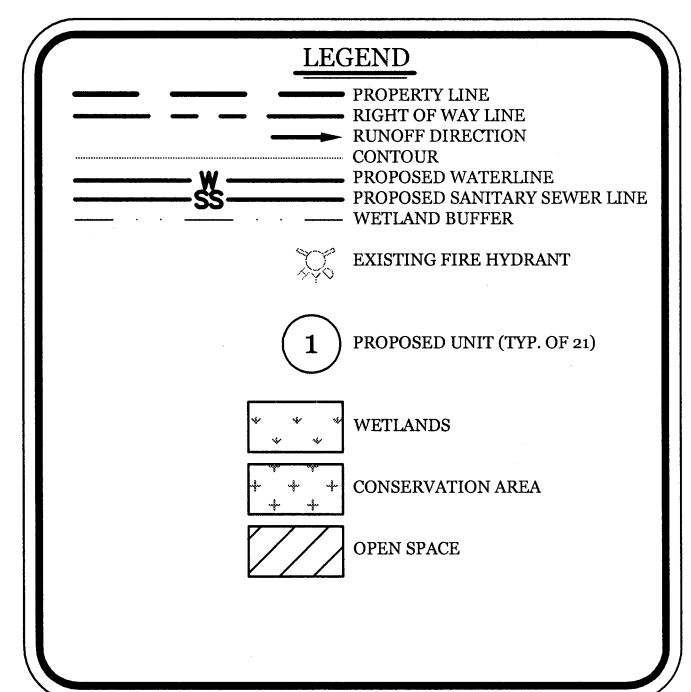 LEGEND
PROPERTY LINE
RIGHT OF WAY LINE
RUNOFF DIRECTION
CONTOUR
W PROPOSED WATERLINE
SS PROPOSED SANITARY SEWER LINE
WETLAND BUFFER
HYD EXISTING FIRE HYDRANT
1 PROPOSED UNIT (TYP. OF 21)
WETLANDS
CONSERVATION AREA
OPEN SPACE